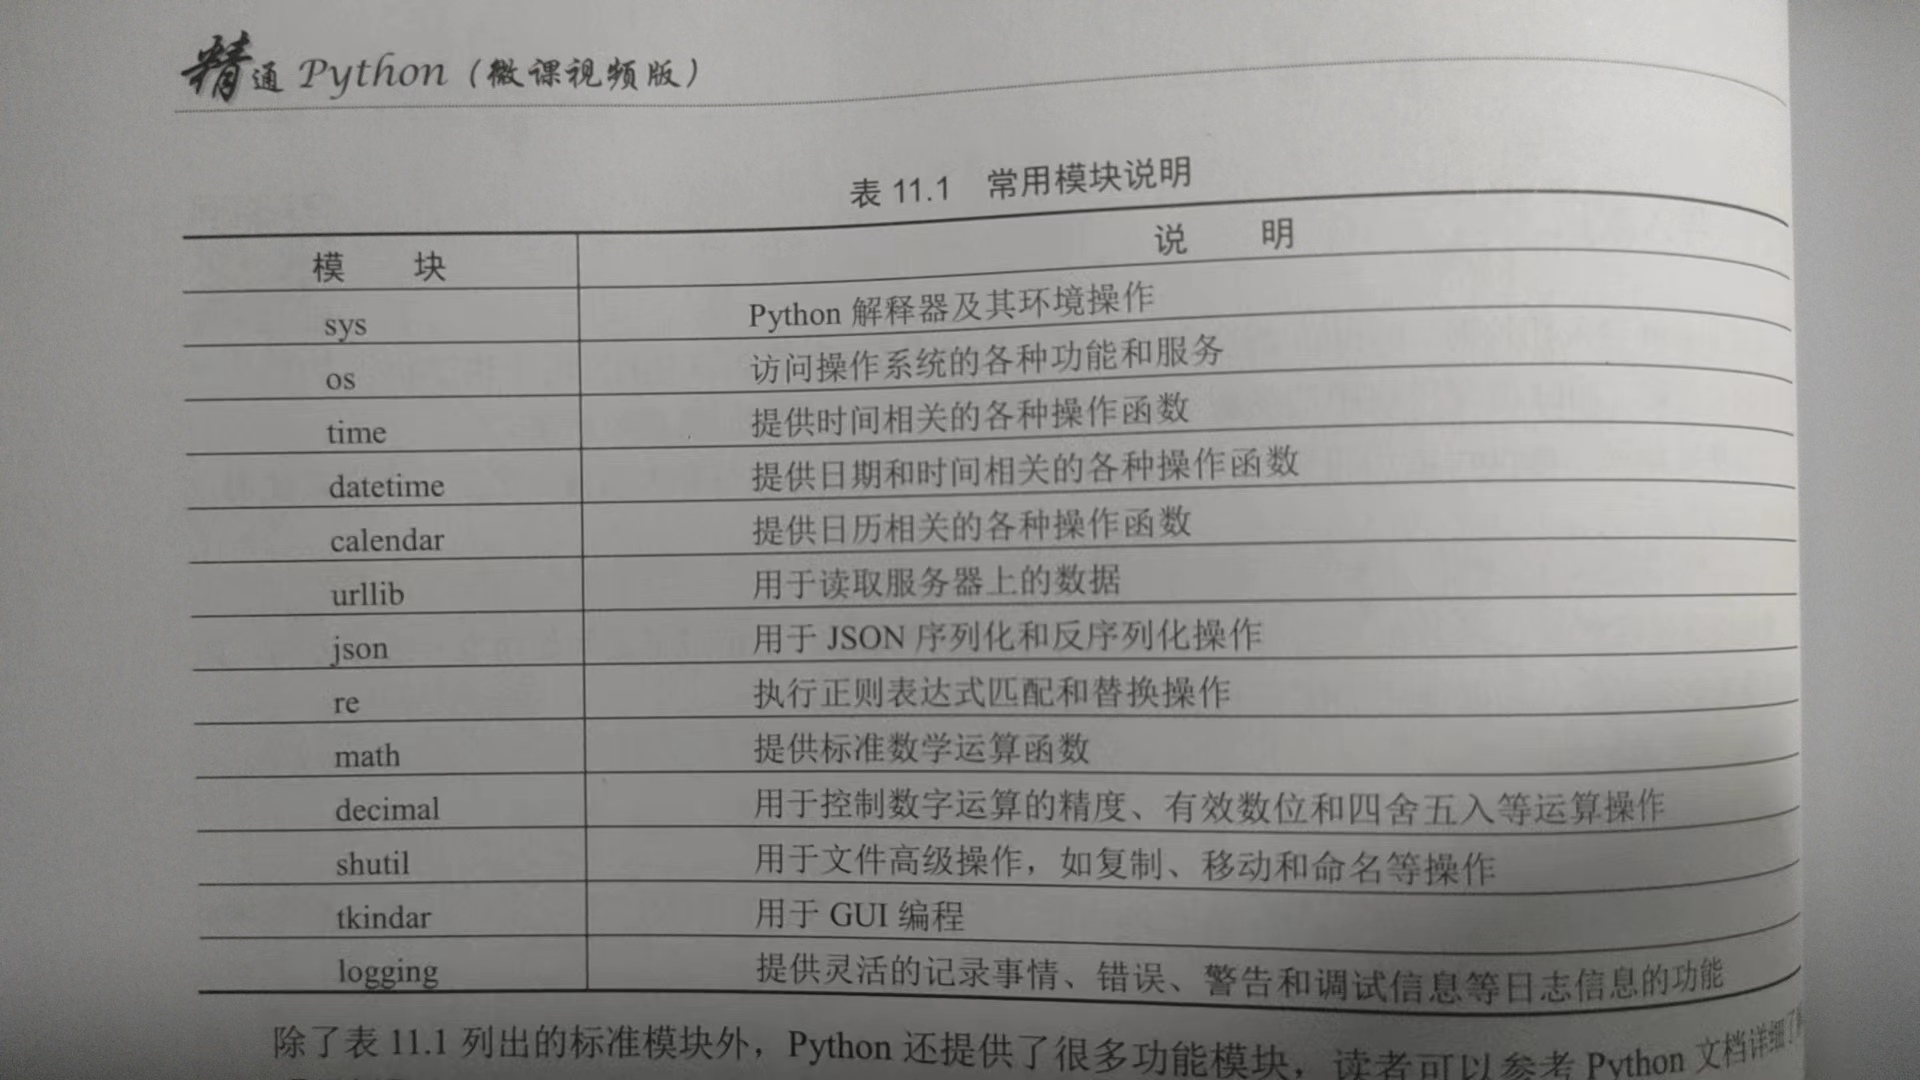 精通 Python（微课视频版）
表 11.1 常用模块说明
模 块 说 明
sys Python 解释器及其环境操作
os 访问操作系统的各种功能和服务
time 提供时间相关的各种操作函数
datetime 提供日期和时间相关的各种操作函数
calendar 提供日历相关的各种操作函数
urllib 用于读取服务器上的数据
json 用于 JSON 序列化和反序列化操作
re 执行正则表达式匹配和替换操作
math 提供标准数学运算函数
decimal 用于控制数字运算的精度、有效数位和四舍五入等运算操作
shutil 用于文件高级操作，如复制、移动和命名等操作
tkindar 用于 GUI 编程
logging 提供灵活的记录事情、错误、警告和调试信息等日志信息的功能
除了表 11.1 列出的标准模块外，Python 还提供了很多功能模块，读者可以参考 Python 文档详细了